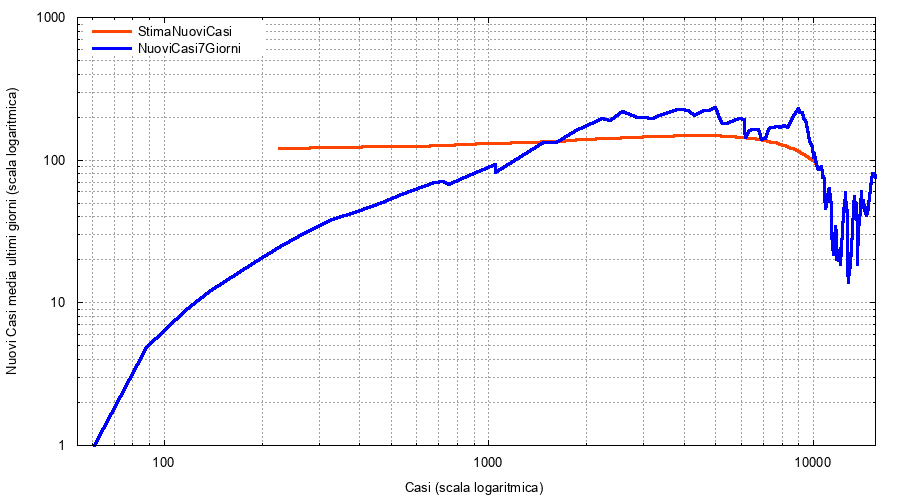 1000
StimaNuoviCasi
NuoviCasi7Giorni
100
10
1
Nuovi Casi media ultimi giorni (scala logaritmica)
100
1000
10000
Casi (scala logaritmica)